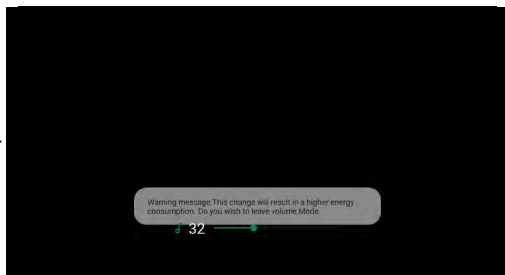 Warning message:This change will result in a higher energy
consumption. Do you wish to leave volume Mode
32